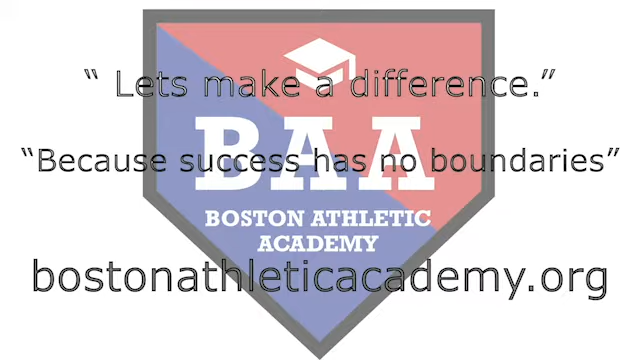 “ Lets make a difference.”
“Because success has no boundaries”
BAA
BOSTON ATHLETIC
ACADEMY
bostonathleticacademy.org